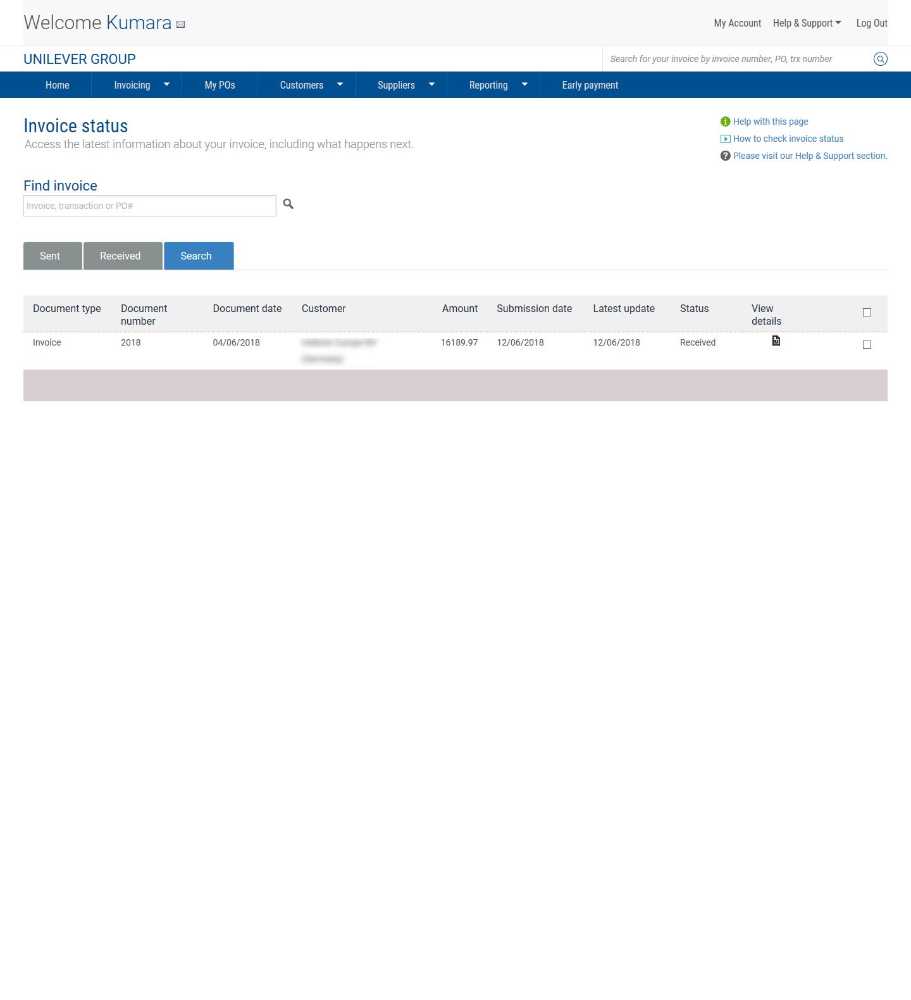 Welcome Kumara
My Account Help & Support Log Out
UNILEVER GROUP
Search for your invoice by invoice number, PO, trx number
Home Invoicing My POs Customers Suppliers Reporting Early payment
Invoice status
Access the latest information about your invoice, including what happens next.
Help with this page
How to check invoice status
Please visit our Help & Support section.
Find invoice
Invoice, transaction or PO#
Sent Received Search
Document type Document number Document date Customer Amount Submission date Latest update Status View details
Invoice 2018 04/06/2018 16189.97 12/06/2018 12/06/2018 Received